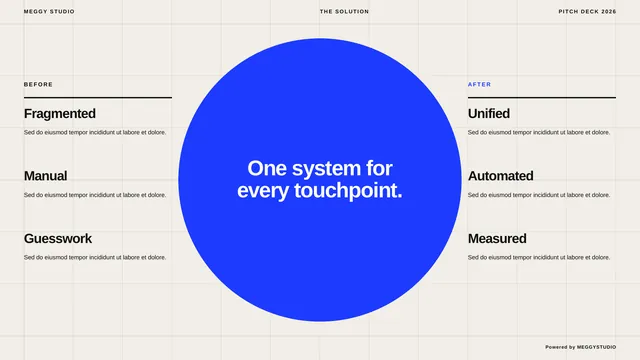 MEGGY STUDIO
THE SOLUTION
PITCH DECK 2026
BEFORE
Fragmented
Sed do eiusmod tempor incididunt ut labore et dolore.
Manual
Sed do eiusmod tempor incididunt ut labore et dolore.
Guesswork
Sed do eiusmod tempor incididunt ut labore et dolore.
One system for
every touchpoint.
AFTER
Unified
Sed do eiusmod tempor incididunt ut labore et dolore.
Automated
Sed do eiusmod tempor incididunt ut labore et dolore.
Measured
Sed do eiusmod tempor incididunt ut labore et dolore.
Powered by MEGGYSTUDIO